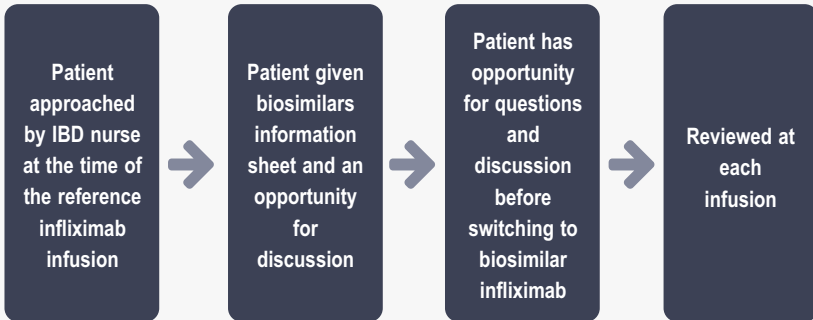 Patient
approached
by IBD nurse
at the time of
the reference
infliximab
infusion
Patient given
biosimilars
information
sheet and an
opportunity
for
discussion
Patient has
opportunity
for questions
and
discussion
before
switching to
biosimilar
infliximab
Reviewed at
each
infusion